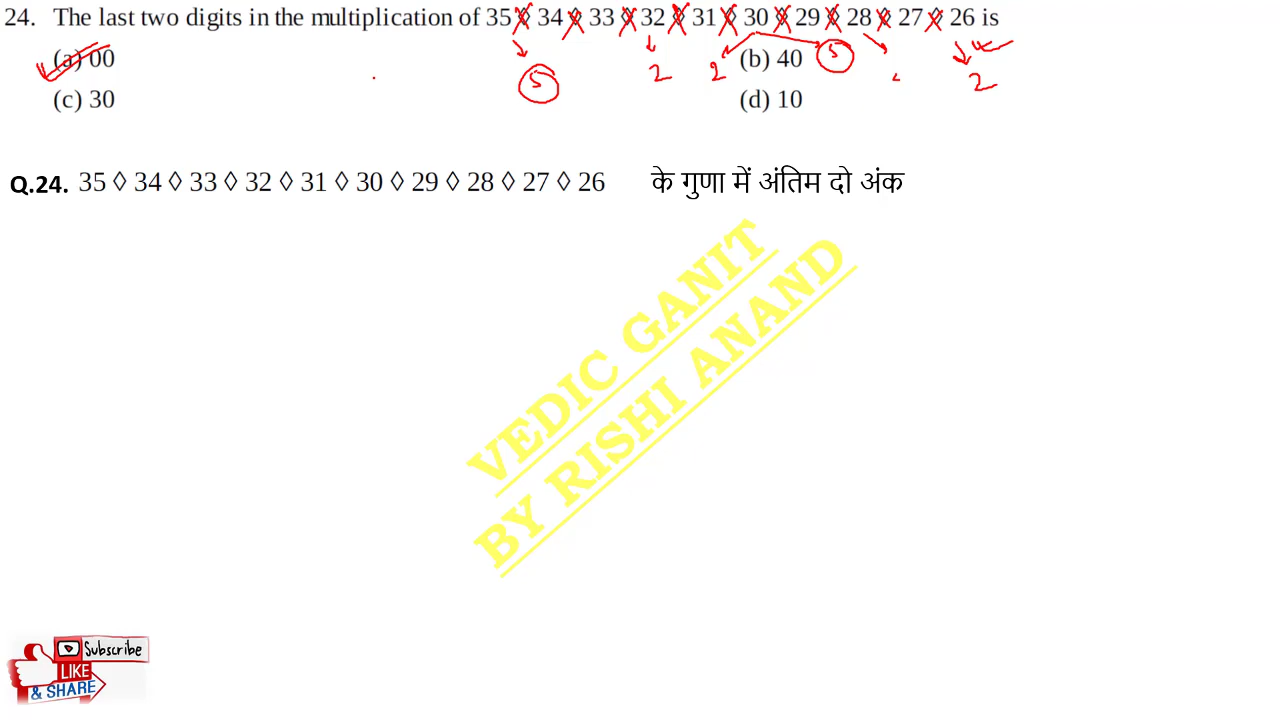 24. The last two digits in the multiplication of 35 ◊ 34 ◊ 33 ◊ 32 ◊ 31 ◊ 30 ◊ 29 ◊ 28 ◊ 27 ◊ 26 is
(a) 00 (b) 40
(c) 30 (d) 10
5 2 2 5 2
Q.24. 35 ◊ 34 ◊ 33 ◊ 32 ◊ 31 ◊ 30 ◊ 29 ◊ 28 ◊ 27 ◊ 26 के गुणा में अंतिम दो अंक
VEDIC GANIT
BY RISHI ANAND
Subscribe
LIKE
& SHARE